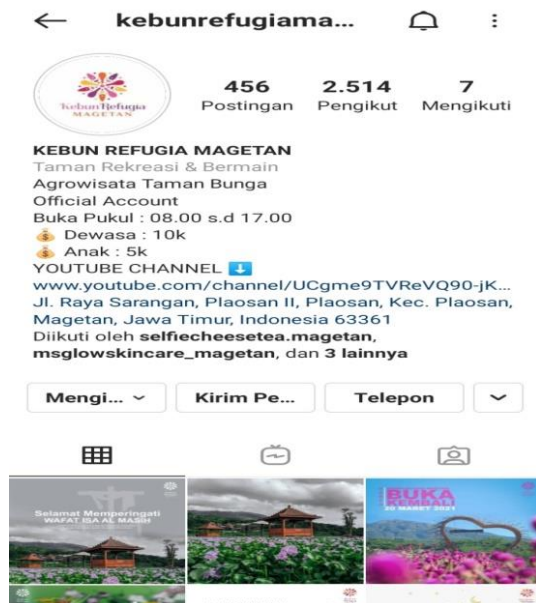 kebunrefugiama...
Kebun Refugia
MAGETAN
456 2.514 7
Postingan Pengikut Mengikuti
KEBUN REFUGIA MAGETAN
Taman Rekreasi & Bermain
Agrowisata Taman Bunga
Official Account
Buka Pukul : 08.00 s.d 17.00
💰 Dewasa : 10k
💰 Anak : 5k
YOUTUBE CHANNEL ⬇️
www.youtube.com/channel/UCgme9TVReVQ90-jK...
Jl. Raya Sarangan, Plaosan II, Plaosan, Kec. Plaosan,
Magetan, Jawa Timur, Indonesia 63361
Diikuti oleh selfiecheesetea.magetan,
msglowskincare_magetan, dan 3 lainnya
Mengi... Kirim Pe... Telepon
Selamat Memperingati
WAFAT ISA AL MASIH
BUKA
KEMBALI
20 MARET 2021